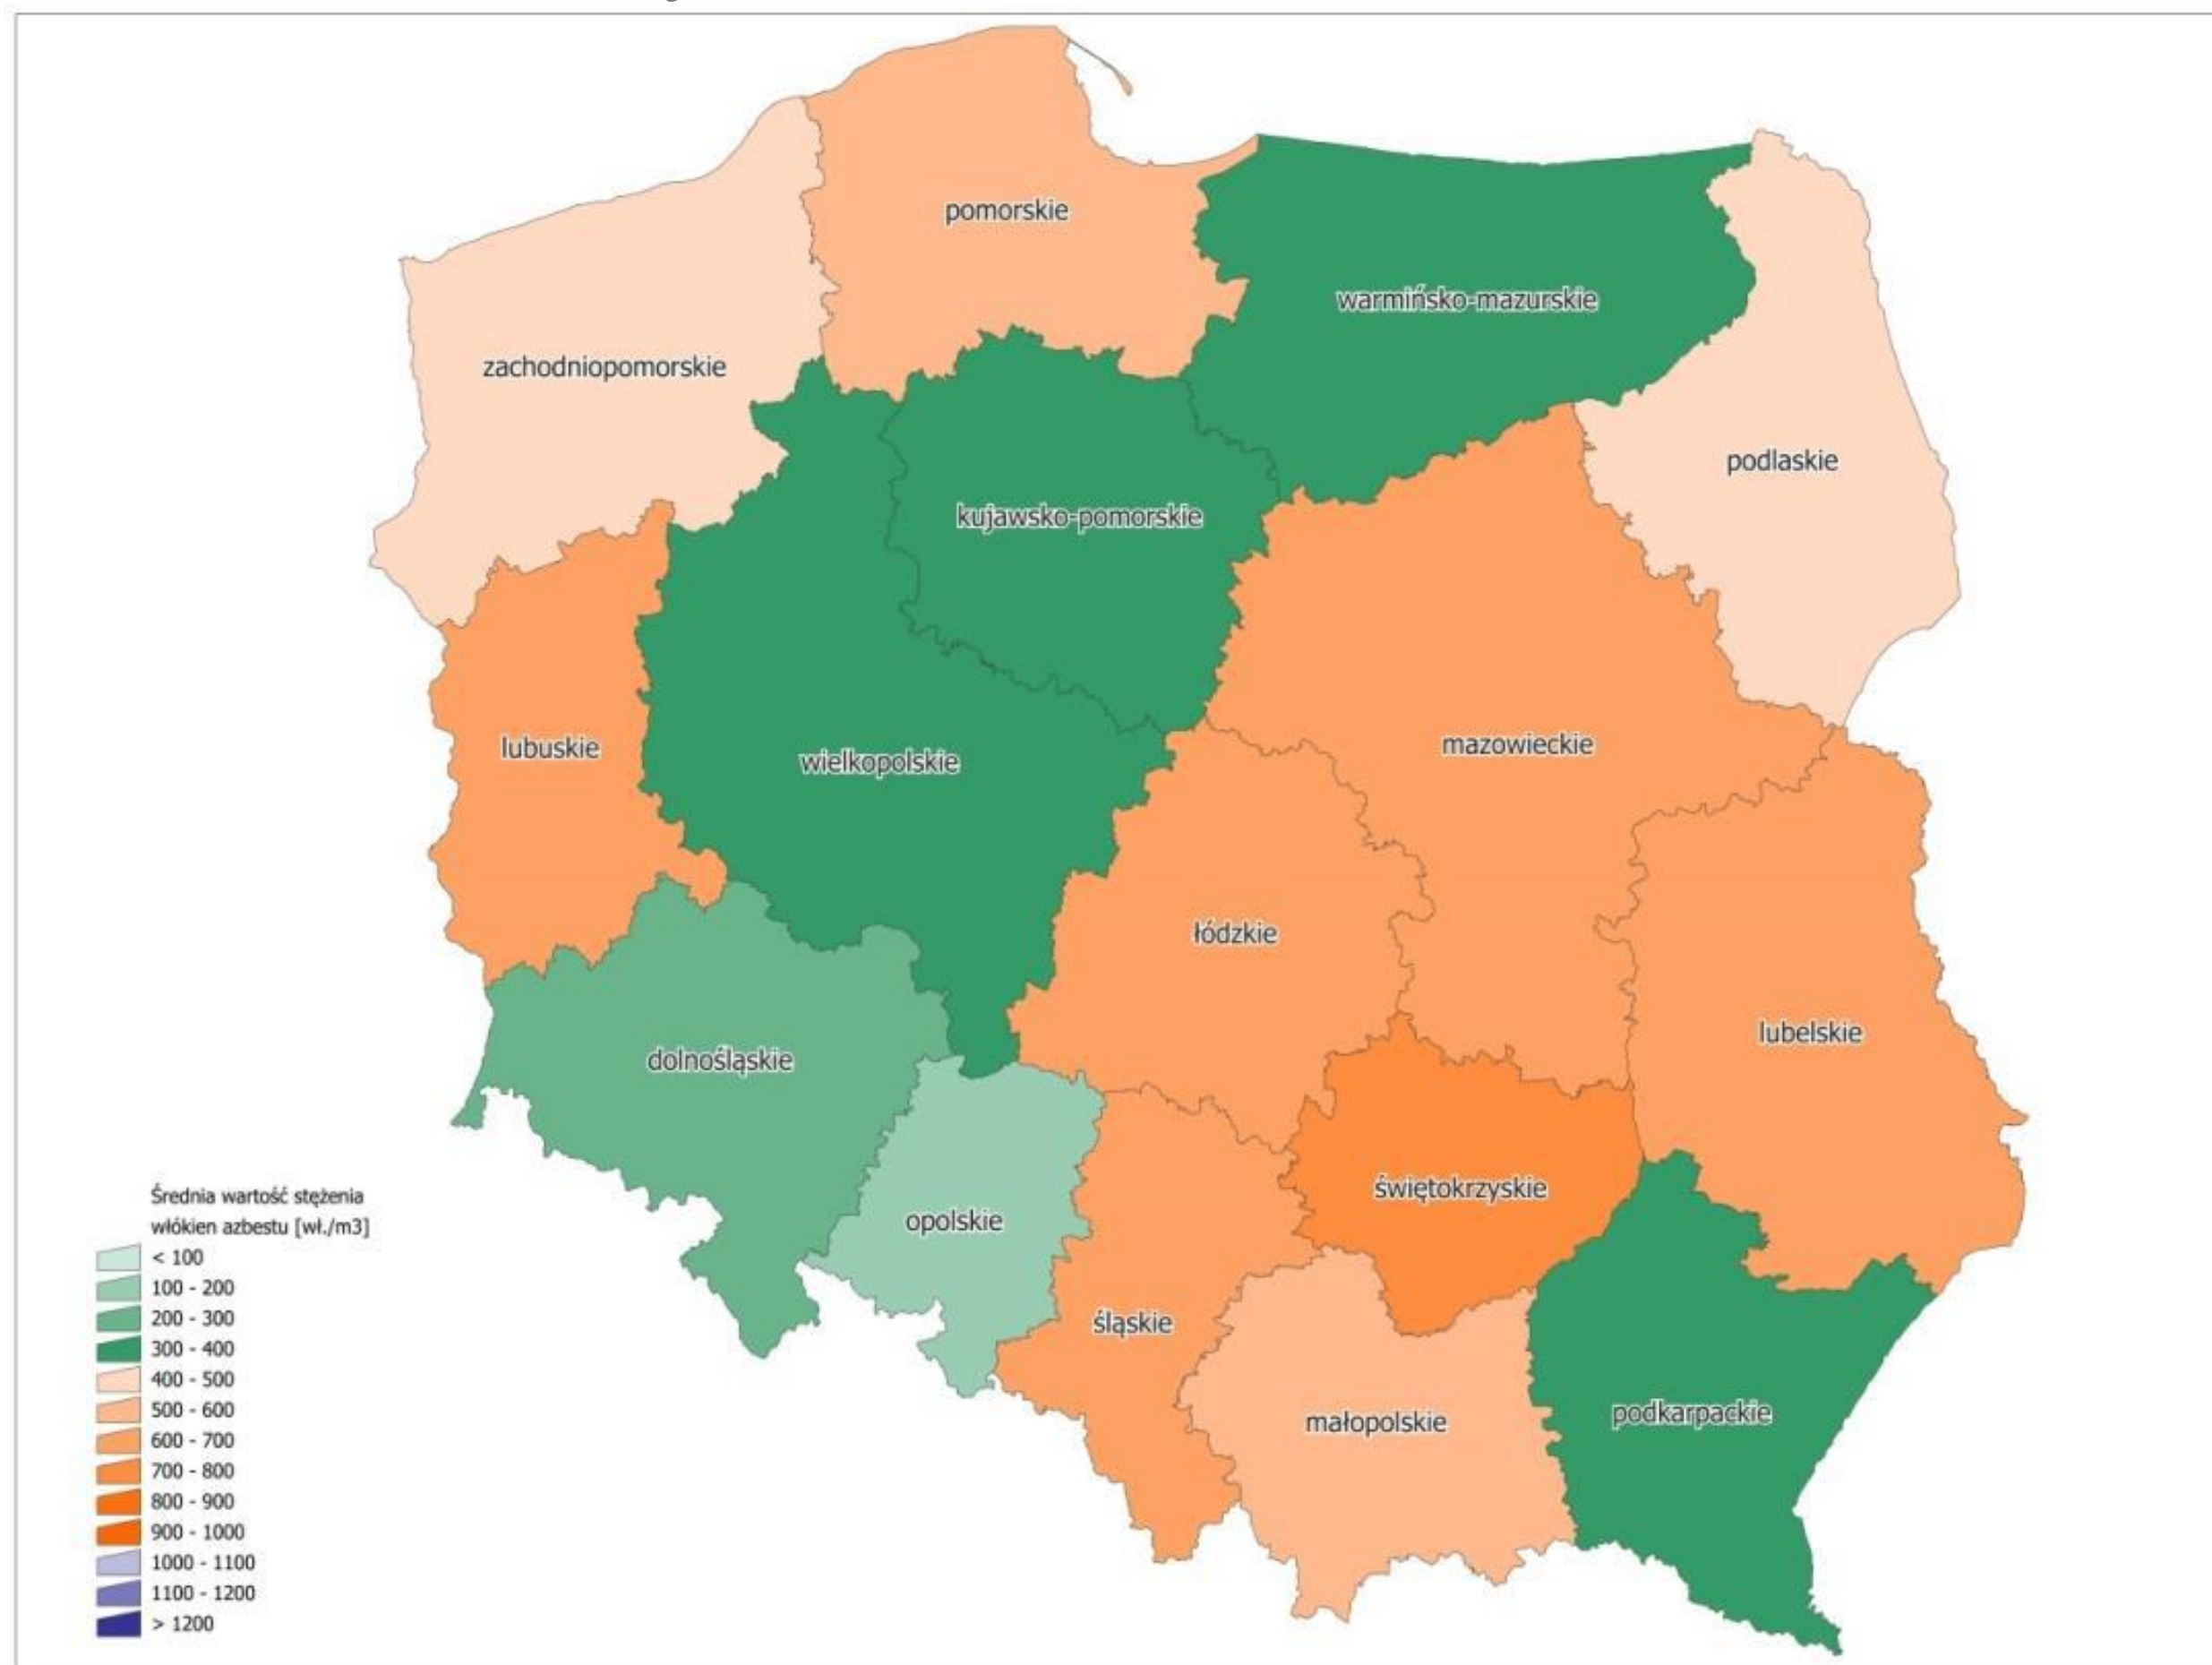 pomorskie
warmińsko-mazurskie
zachodniopomorskie
podlaskie
kujawsko-pomorskie
lubuskie
wielkopolskie
mazowieckie
łódzkie
lubelskie
dolnośląskie
świętokrzyskie
opolskie
śląskie
małopolskie
podkarpackie
Średnia wartość stężenia
włókien azbestu [wł./m3]
< 100
100 - 200
200 - 300
300 - 400
400 - 500
500 - 600
600 - 700
700 - 800
800 - 900
900 - 1000
1000 - 1100
1100 - 1200
> 1200